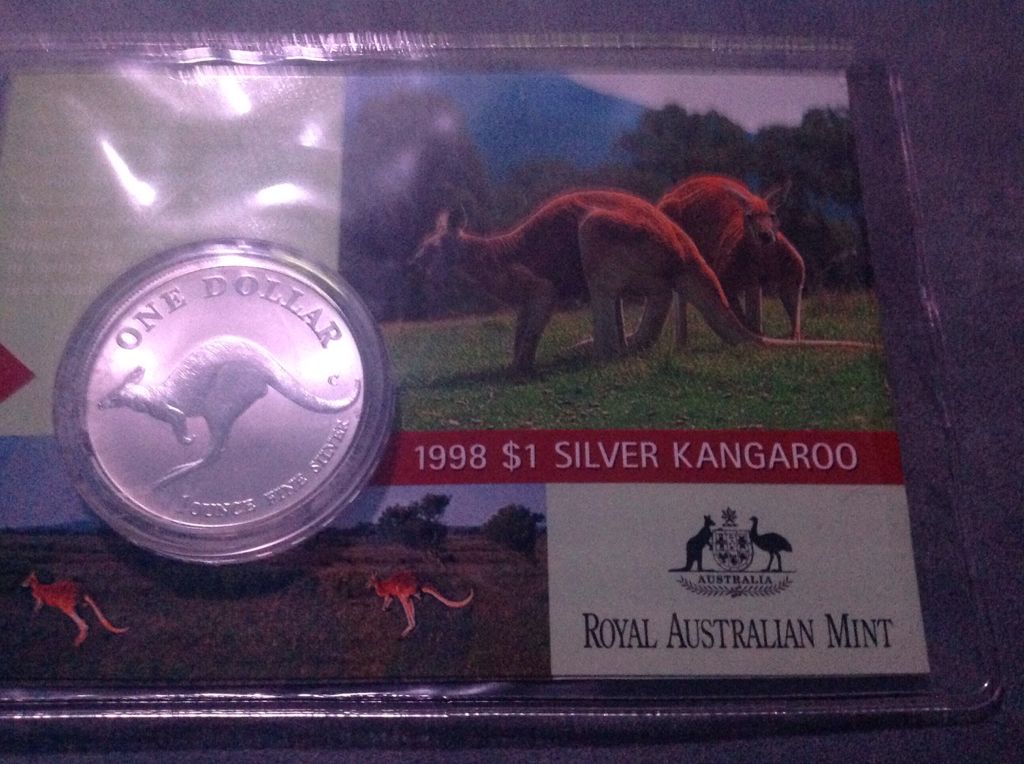 ONE DOLLAR
C
1 OUNCE FINE SILVER
1998 $1 SILVER KANGAROO
AUSTRALIA
ROYAL AUSTRALIAN MINT